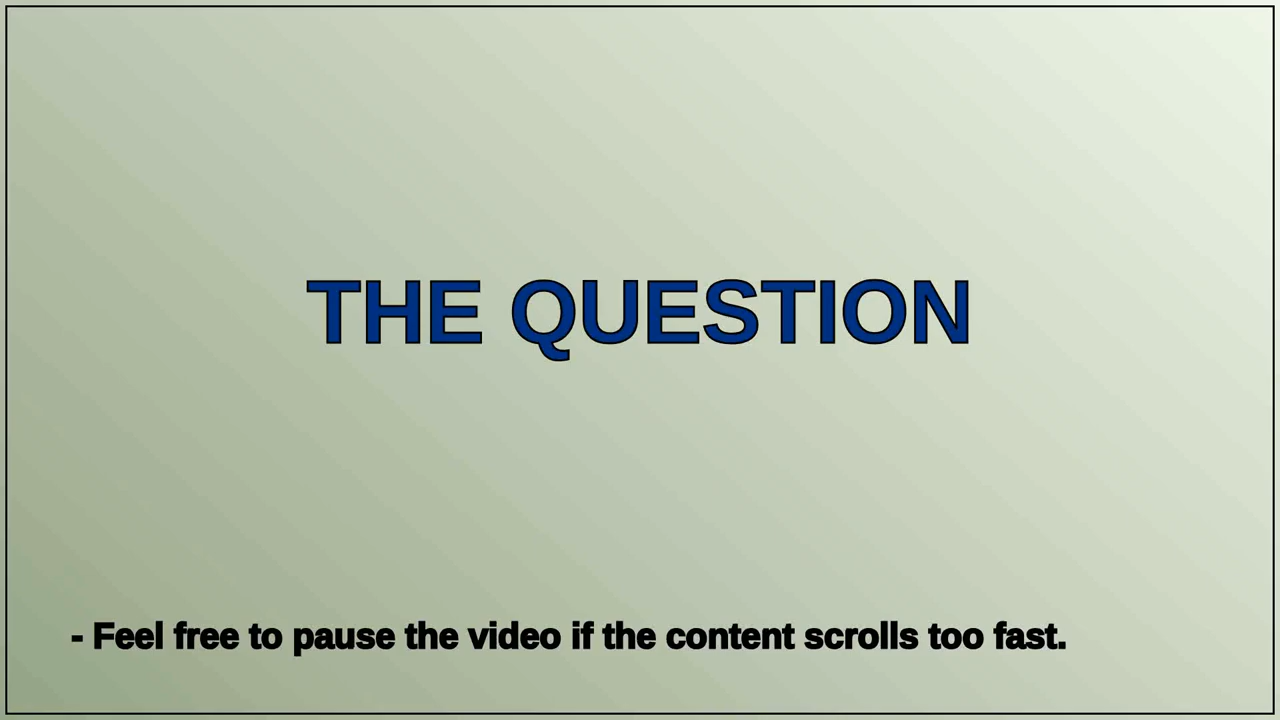 THE QUESTION
- Feel free to pause the video if the content scrolls too fast.